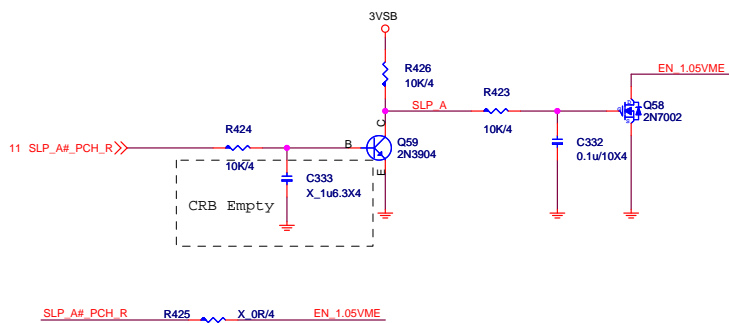 3VSB
R426
10K/4
EN_1.05VME
SLP_A
R423
10K/4
Q58
2N7002
11 SLP_A#_PCH_R
R424
10K/4
B
C
E
Q59
2N3904
C332
0.1u/10X4
C333
X_1u6.3X4
CRB Empty
SLP_A#_PCH_R
R425
X_0R/4
EN_1.05VME